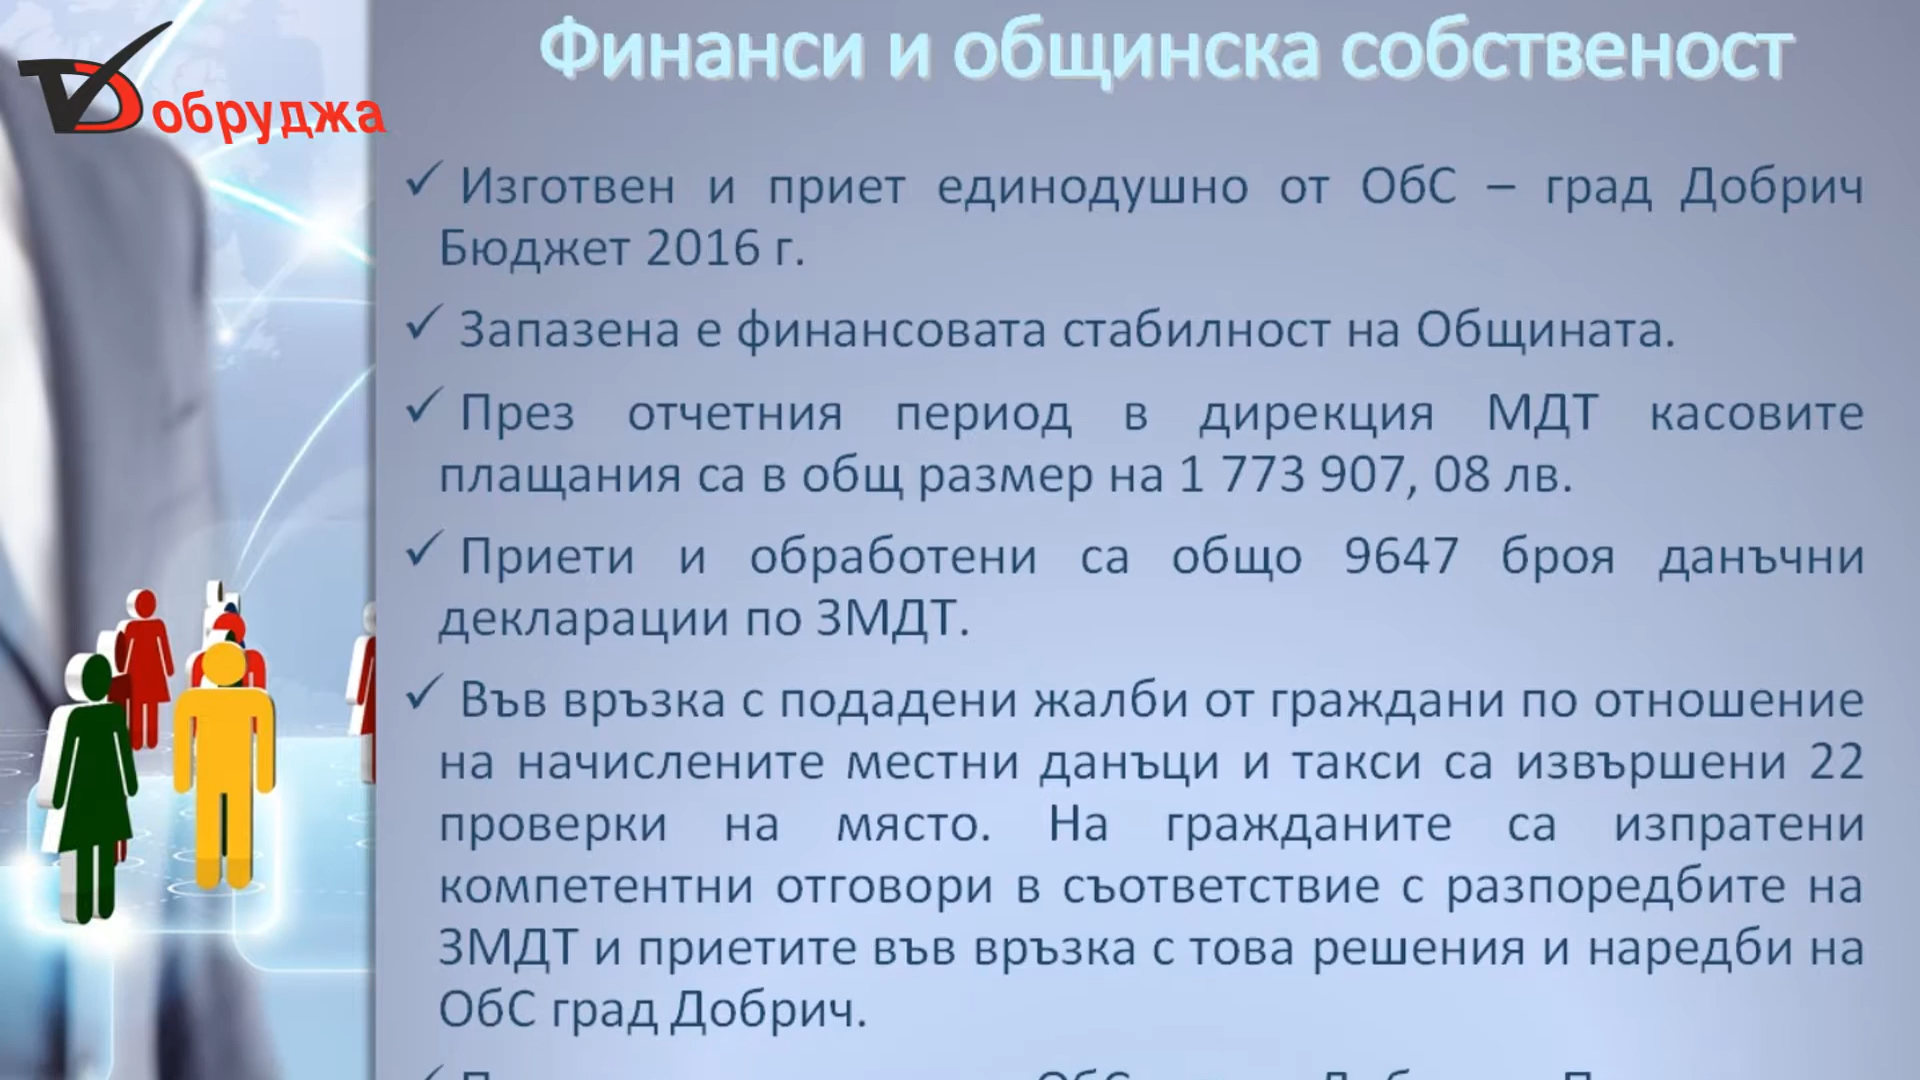 Финанси и общинска собственост
Добруджа
✓ Изготвен и приет единодушно от ОбС – град Добрич
Бюджет 2016 г.
✓ Запазена е финансовата стабилност на Общината.
✓ През отчетния период в дирекция МДТ касовите
плащания са в общ размер на 1 773 907, 08 лв.
✓ Приети и обработени са общо 9647 броя данъчни
декларации по ЗМДТ.
✓ Във връзка с подадени жалби от граждани по отношение
на начислените местни данъци и такси са извършени 22
проверки на място. На гражданите са изпратени
компетентни отговори в съответствие с разпоредбите на
ЗМДТ и приетите във връзка с това решения и наредби на
ОбС град Добрич.